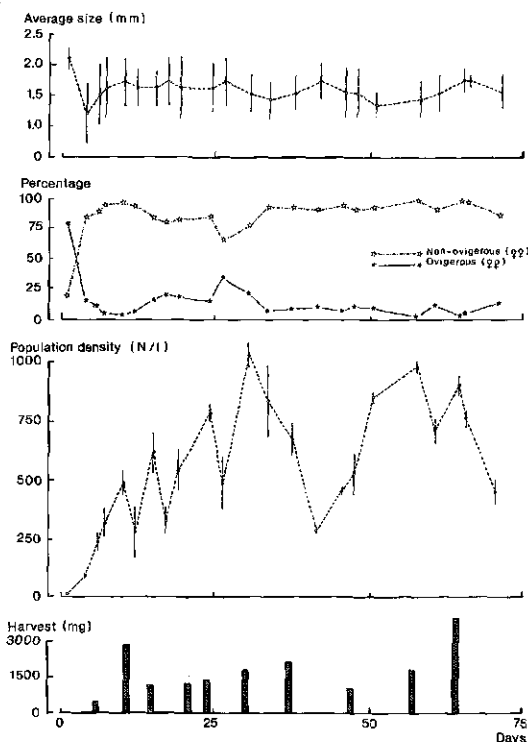 Average size (mm)
2.5
2.0
1.5
1.0
0
Percentage
100
75
50
25
0
Non-ovigerous (♀♀)
Ovigerous (♀♀)
Population density (N/l)
1000
750
500
250
0
Harvest (mg)
3000
1500
0
0 25 50 75
Days